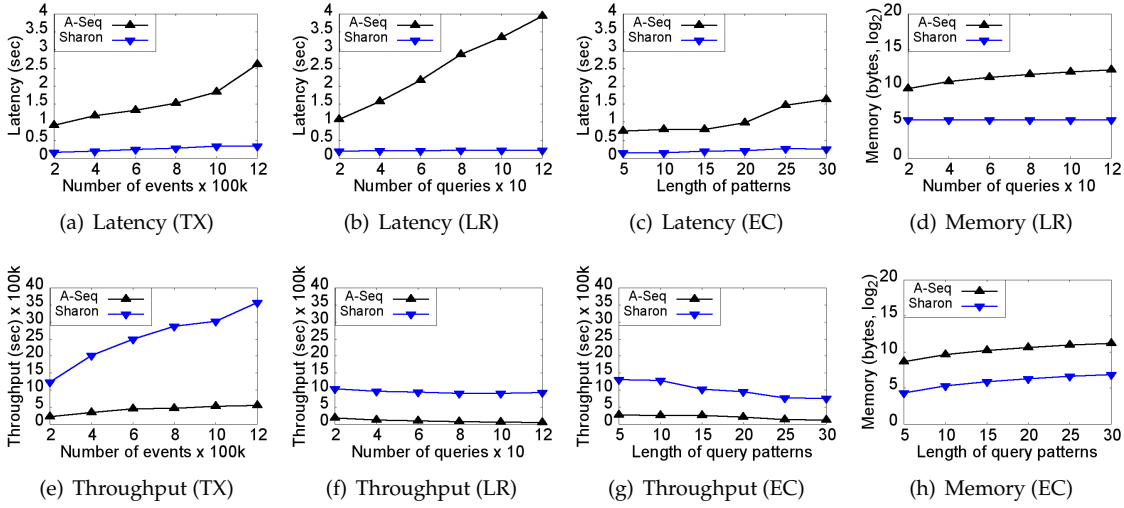 A-Seq
Sharon
4
3.5
3
2.5
2
1.5
1
0.5
0
Latency (sec)
2 4 6 8 10 12
Number of events x 100k
(a) Latency (TX)
A-Seq
Sharon
4
3.5
3
2.5
2
1.5
1
0.5
0
Latency (sec)
2 4 6 8 10 12
Number of queries x 10
(b) Latency (LR)
A-Seq
Sharon
4
3.5
3
2.5
2
1.5
1
0.5
0
Latency (sec)
5 10 15 20 25 30
Length of patterns
(c) Latency (EC)
A-Seq
Sharon
20
15
10
5
0
Memory (bytes, log2)
2 4 6 8 10 12
Number of queries x 10
(d) Memory (LR)
A-Seq
Sharon
40
35
30
25
20
15
10
5
0
Throughput (sec) x 100k
2 4 6 8 10 12
Number of events x 100k
(e) Throughput (TX)
A-Seq
Sharon
40
35
30
25
20
15
10
5
0
Throughput (sec) x 100k
2 4 6 8 10 12
Number of queries x 10
(f) Throughput (LR)
A-Seq
Sharon
40
35
30
25
20
15
10
5
0
Throughput (sec) x 100k
5 10 15 20 25 30
Length of query patterns
(g) Throughput (EC)
A-Seq
Sharon
20
15
10
5
0
Memory (bytes, log2)
5 10 15 20 25 30
Length of query patterns
(h) Memory (EC)